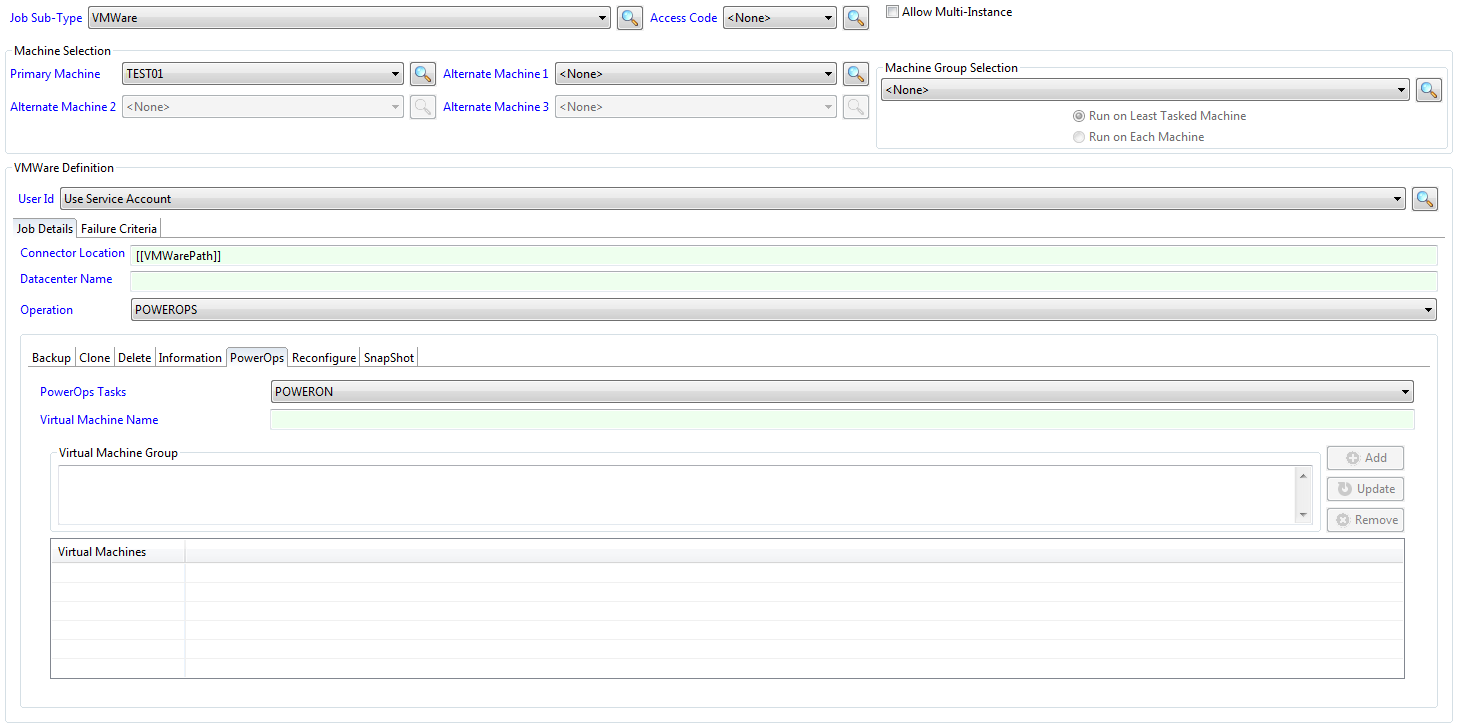 Job Sub-Type VMWare Access Code <None> Allow Multi-Instance
Machine Selection
Primary Machine TEST01 Alternate Machine 1 <None>
Alternate Machine 2 <None> Alternate Machine 3 <None>
Machine Group Selection
<None>
Run on Least Tasked Machine
Run on Each Machine
VMWare Definition
User Id Use Service Account
Job Details Failure Criteria
Connector Location [[VMWarePath]]
Datacenter Name
Operation POWEROPS
Backup Clone Delete Information PowerOps Reconfigure SnapShot
PowerOps Tasks POWERON
Virtual Machine Name
Virtual Machine Group
Add
Update
Remove
Virtual Machines